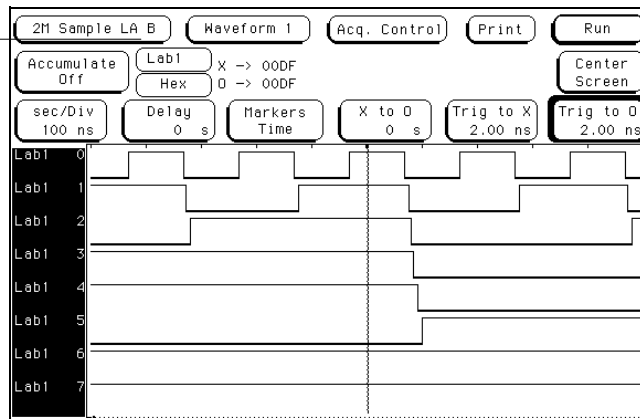 2M Sample LA B
Waveform 1
Acq. Control
Print
Run
Accumulate
Off
Lab1
Hex
X -> 00DF
O -> 00DF
Center
Screen
sec/Div
100 ns
Delay
0 s
Markers
Time
X to O
0 s
Trig to X
2.00 ns
Trig to O
2.00 ns
Lab1 0
Lab1 1
Lab1 2
Lab1 3
Lab1 4
Lab1 5
Lab1 6
Lab1 7